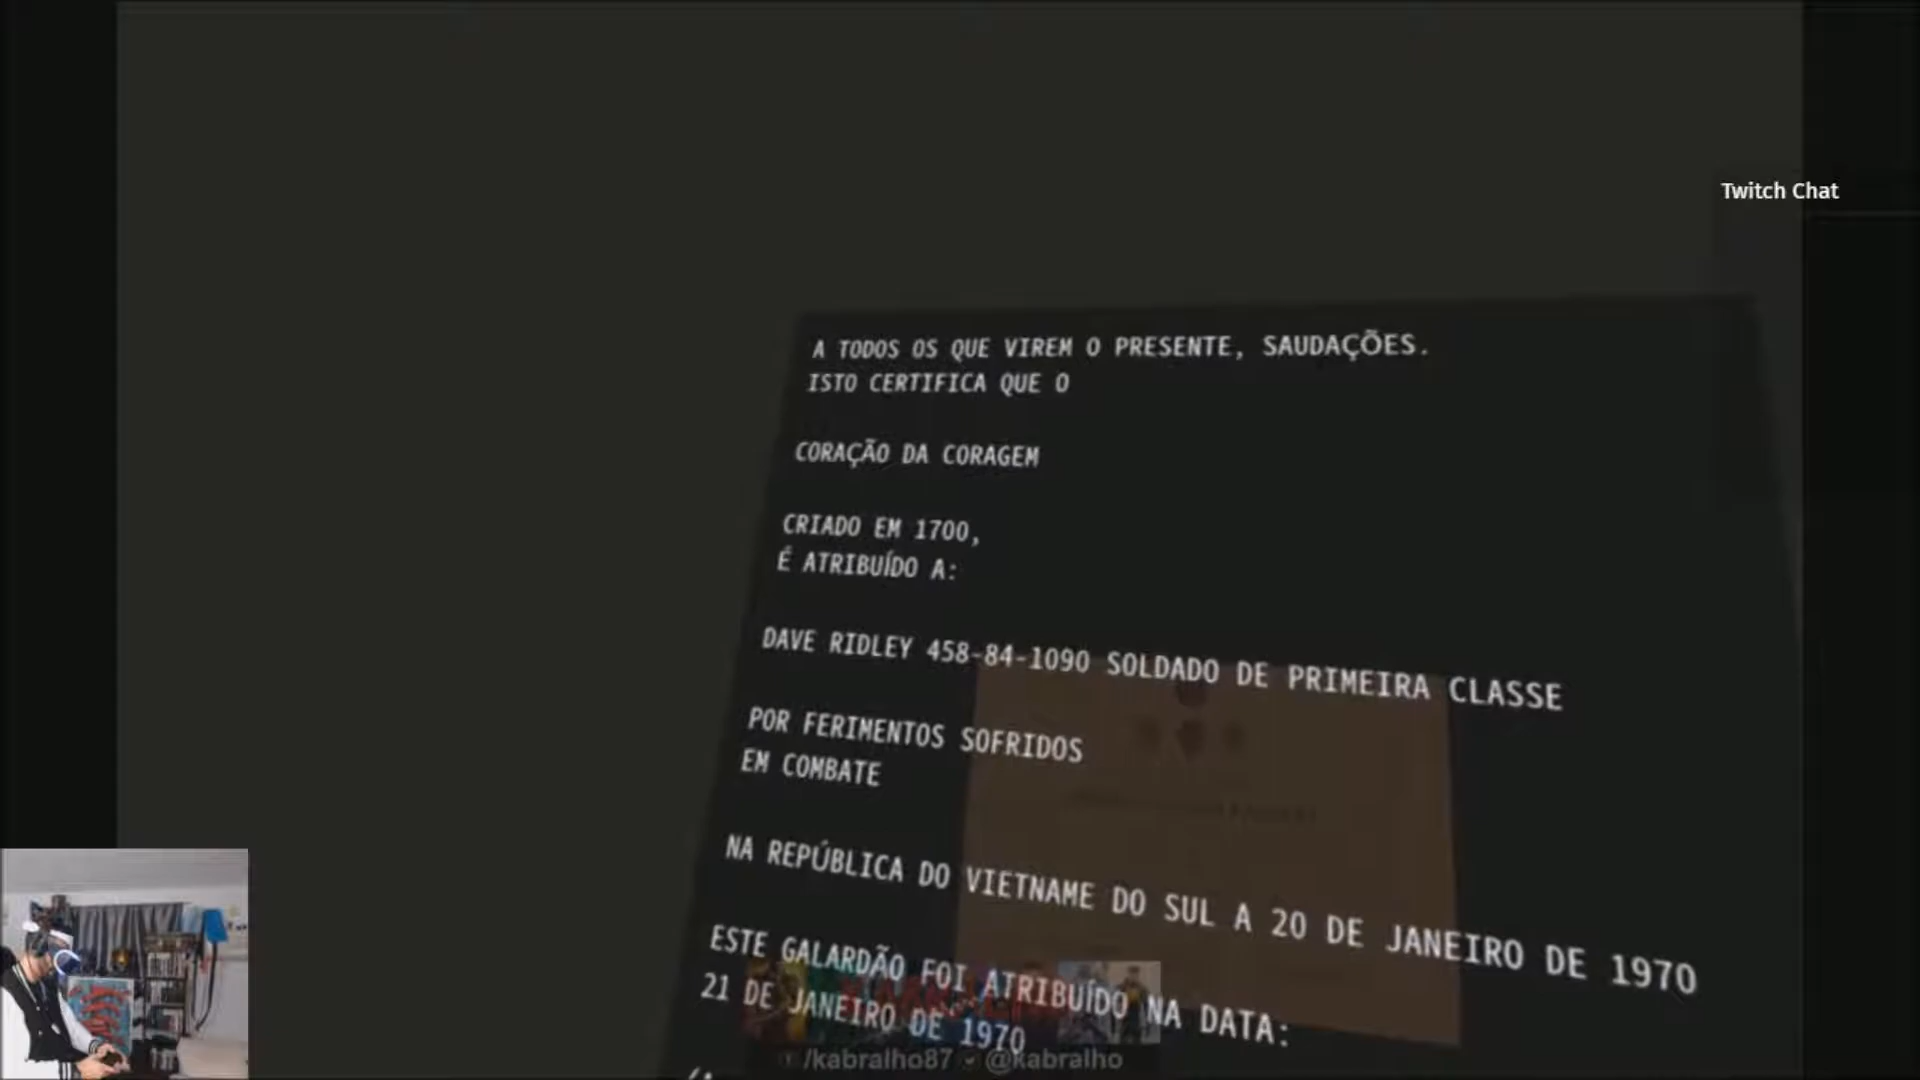 Twitch Chat
A TODOS OS QUE VIREM O PRESENTE, SAUDAÇÕES.
ISTO CERTIFICA QUE O
CORAÇÃO DA CORAGEM
CRIADO EM 1700,
É ATRIBUÍDO A:
DAVE RIDLEY 458-84-1090 SOLDADO DE PRIMEIRA CLASSE
POR FERIMENTOS SOFRIDOS
EM COMBATE
NA REPÚBLICA DO VIETNAME DO SUL A 20 DE JANEIRO DE 1970
ESTE GALARDÃO FOI ATRIBUÍDO NA DATA:
21 DE JANEIRO DE 1970
/kabralho87 @kabralho